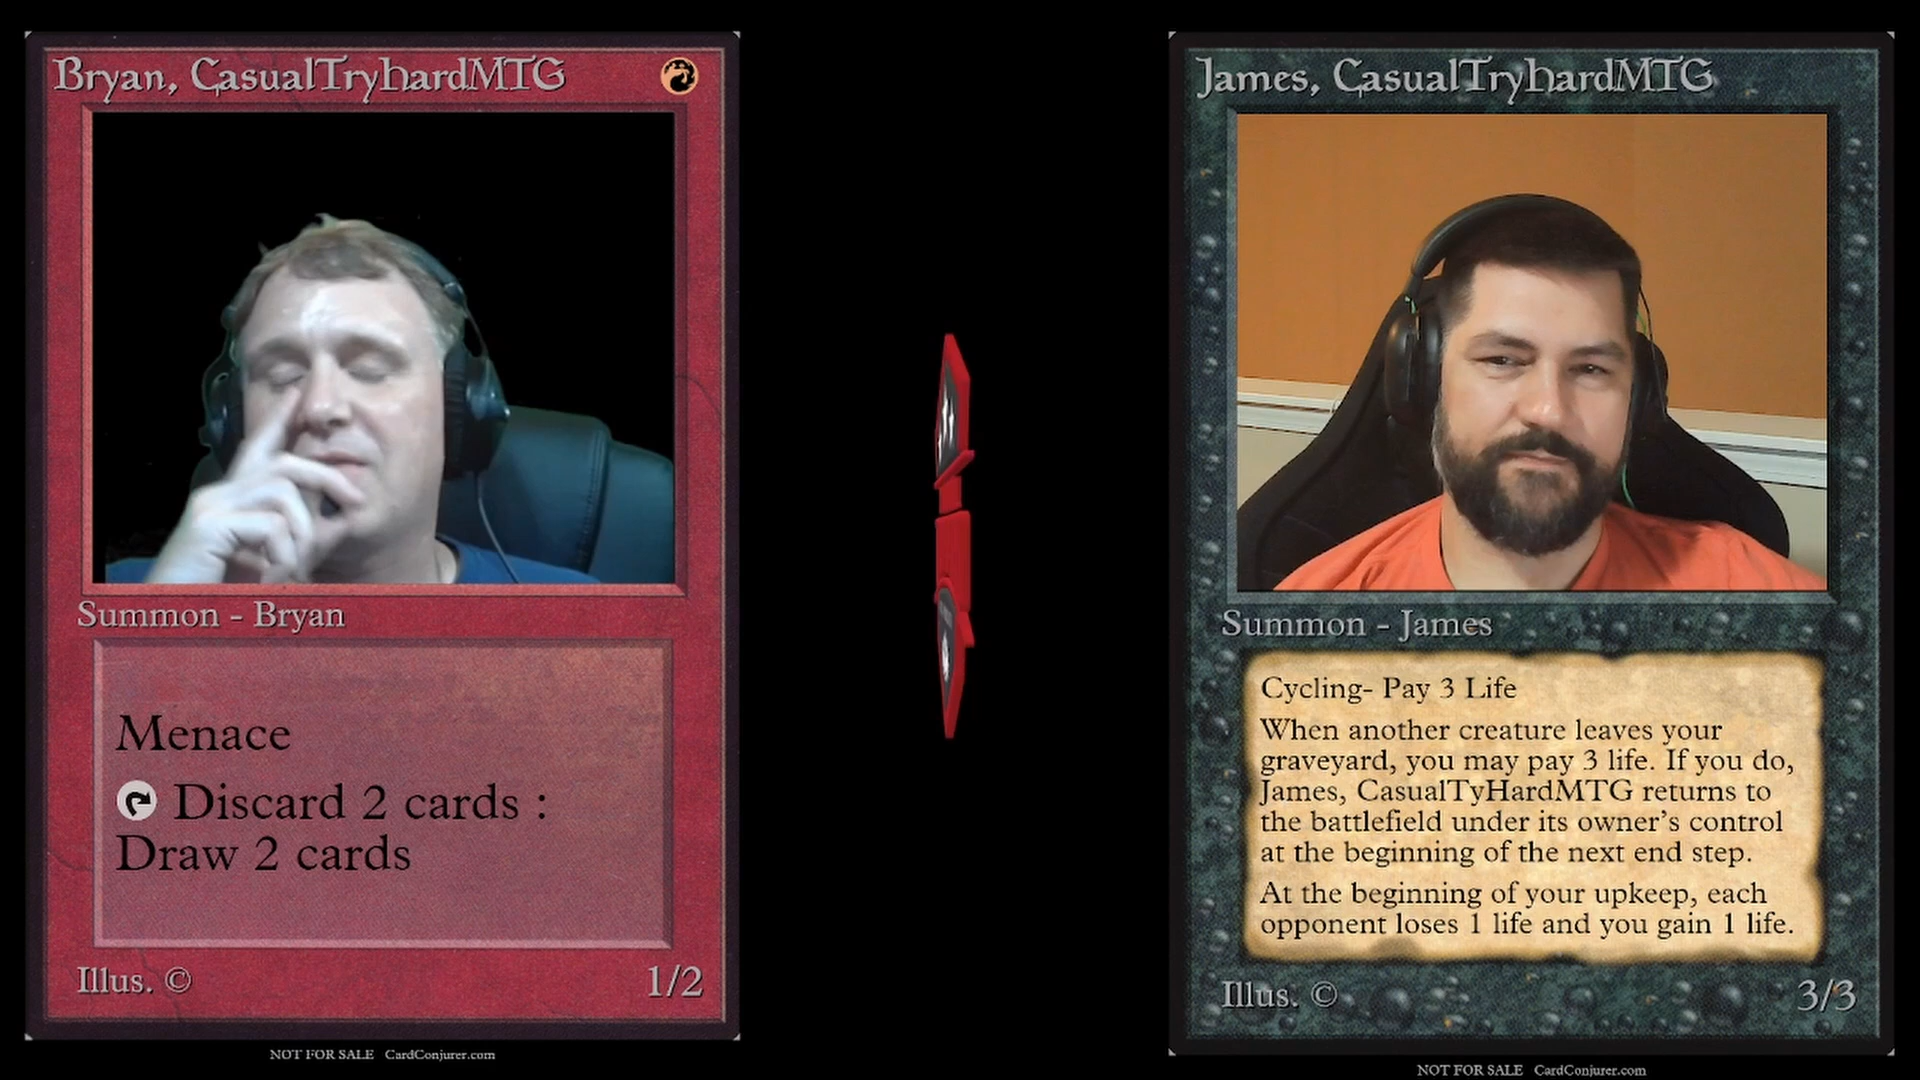 Bryan, CasualTryhardMTG
Summon - Bryan
Menace
Discard 2 cards :
Draw 2 cards
Illus. ©
1/2
NOT FOR SALE CardConjurer.com
James, CasualTryhardMTG
Summon - James
Cycling- Pay 3 Life
When another creature leaves your
graveyard, you may pay 3 life. If you do,
James, CasualTyHardMTG returns to
the battlefield under its owner's control
at the beginning of the next end step.
At the beginning of your upkeep, each
opponent loses 1 life and you gain 1 life.
Illus. ©
3/3
NOT FOR SALE CardConjurer.com